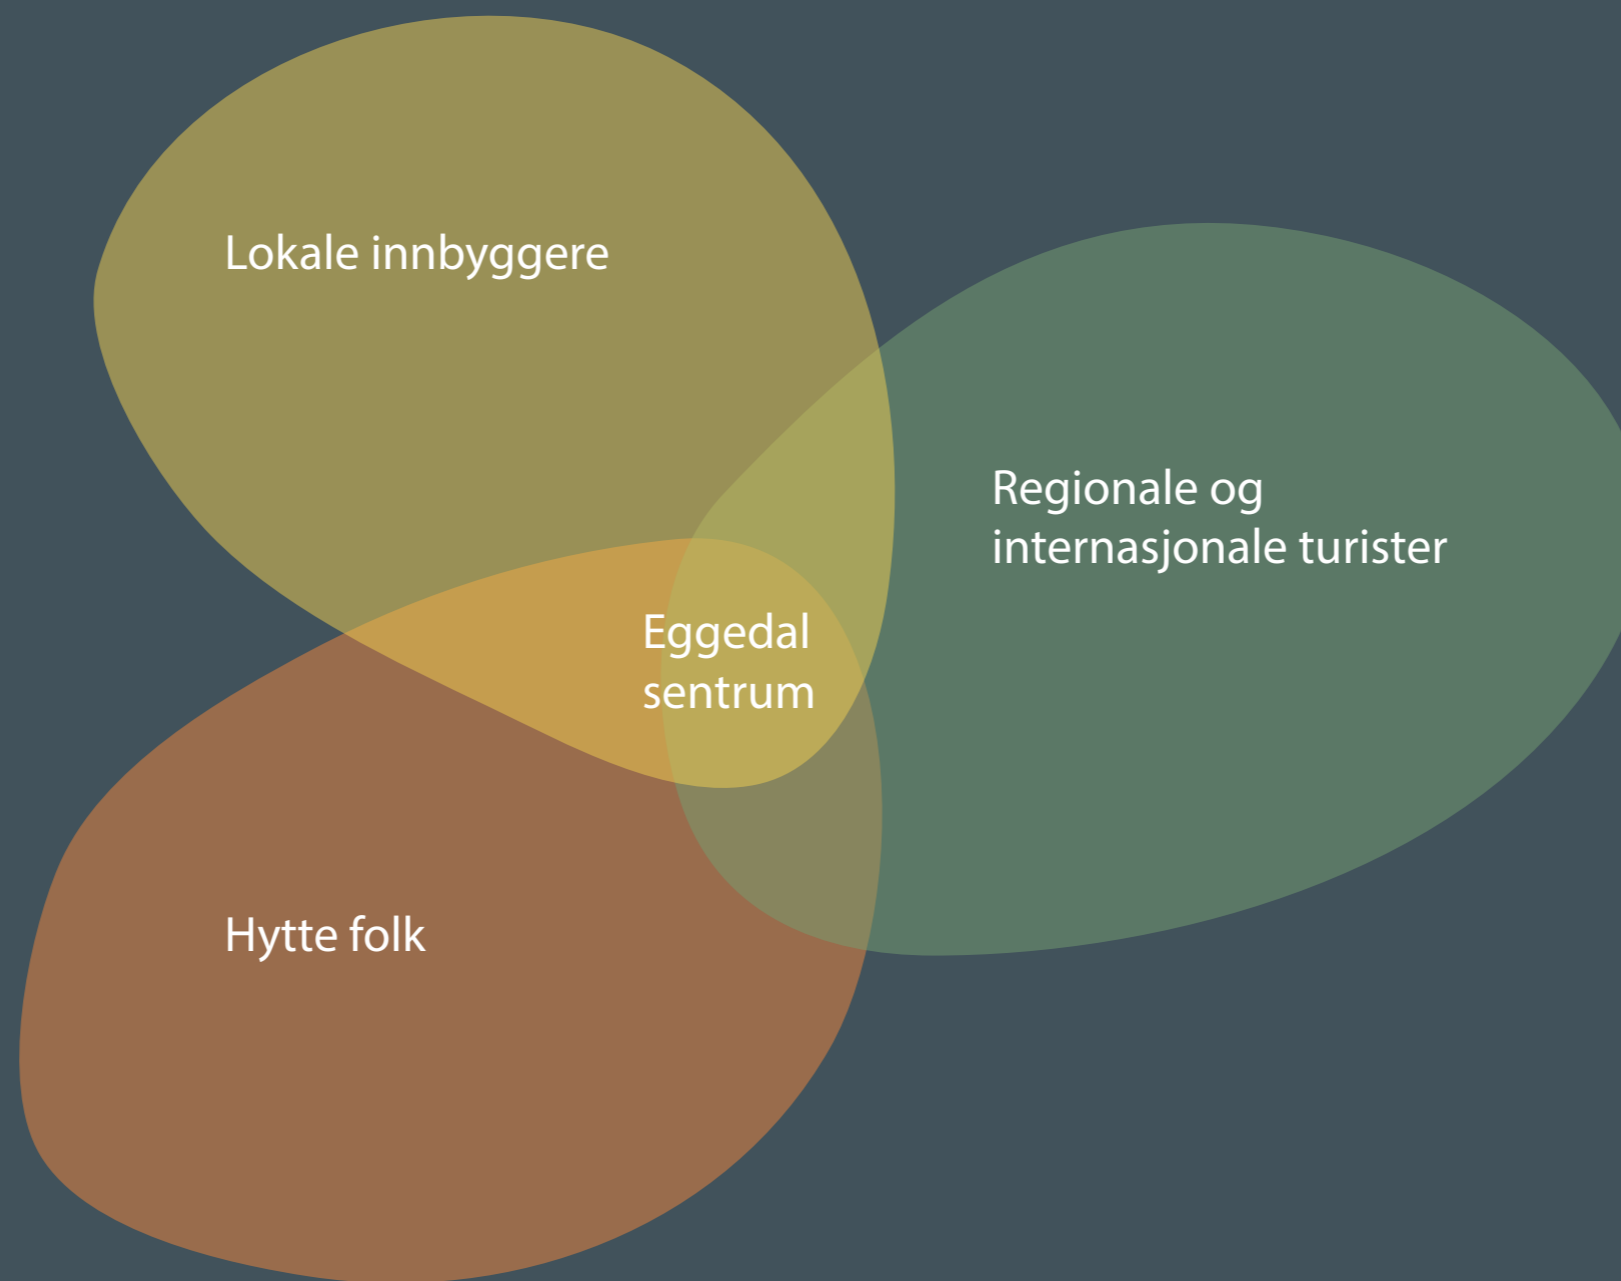 Lokale innbyggere
Regionale og
internasjonale turister
Eggedal
sentrum
Hytte folk